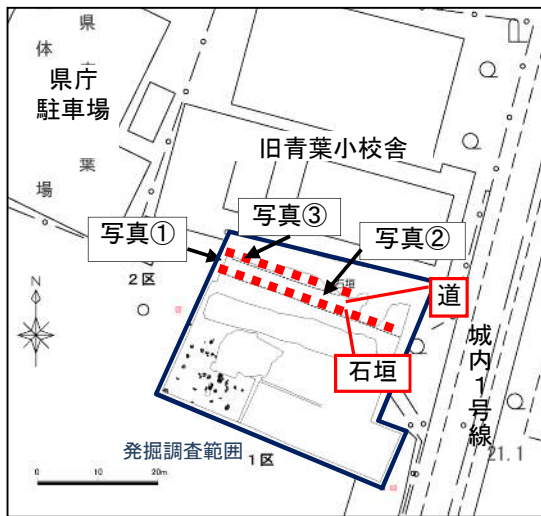 県
体
葉
場
県庁
駐車場
旧青葉小校舎
写真①
写真③
写真②
2区
石垣
道
N
石垣
城内1号線
21.1
発掘調査範囲
1区
0
10
20m